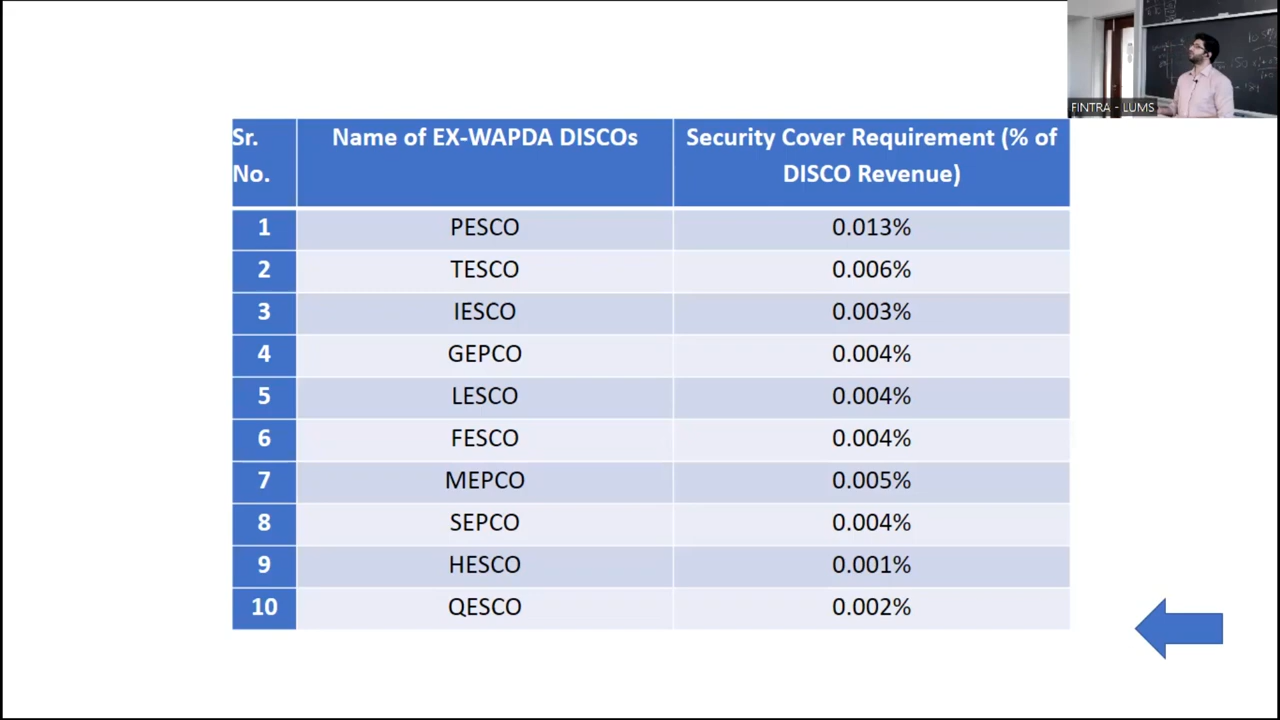 FINTRA - LUMS
Sr. No. Name of EX-WAPDA DISCOs Security Cover Requirement (% of DISCO Revenue)
1 PESCO 0.013%
2 TESCO 0.006%
3 IESCO 0.003%
4 GEPCO 0.004%
5 LESCO 0.004%
6 FESCO 0.004%
7 MEPCO 0.005%
8 SEPCO 0.004%
9 HESCO 0.001%
10 QESCO 0.002%